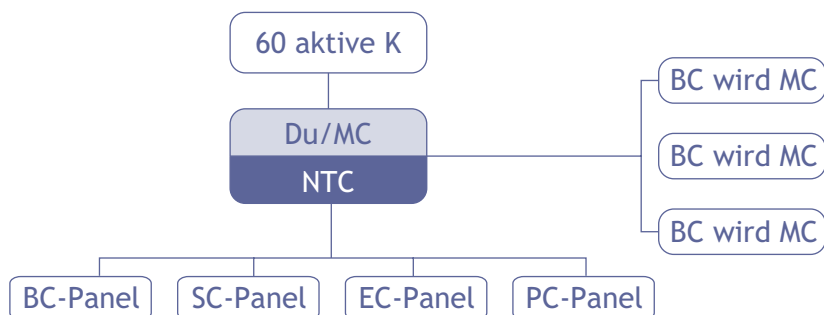 60 aktive K
Du/MC
NTC
BC wird MC
BC wird MC
BC wird MC
BC-Panel
SC-Panel
EC-Panel
PC-Panel